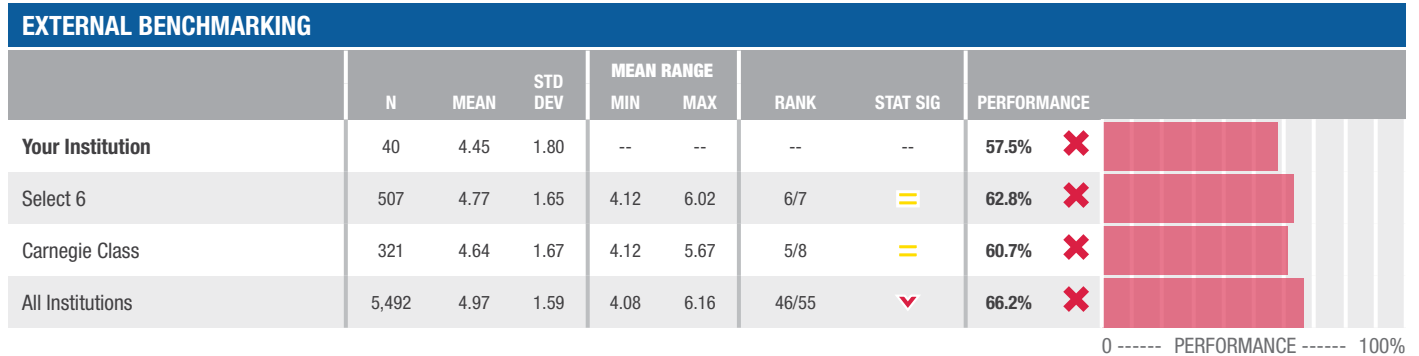 EXTERNAL BENCHMARKING
N MEAN STD DEV MEAN RANGE MIN MAX RANK STAT SIG PERFORMANCE
Your Institution 40 4.45 1.80 -- -- -- -- 57.5%
Select 6 507 4.77 1.65 4.12 6.02 6/7 62.8%
Carnegie Class 321 4.64 1.67 4.12 5.67 5/8 60.7%
All Institutions 5,492 4.97 1.59 4.08 6.16 46/55 66.2%
0 ------ PERFORMANCE ------ 100%